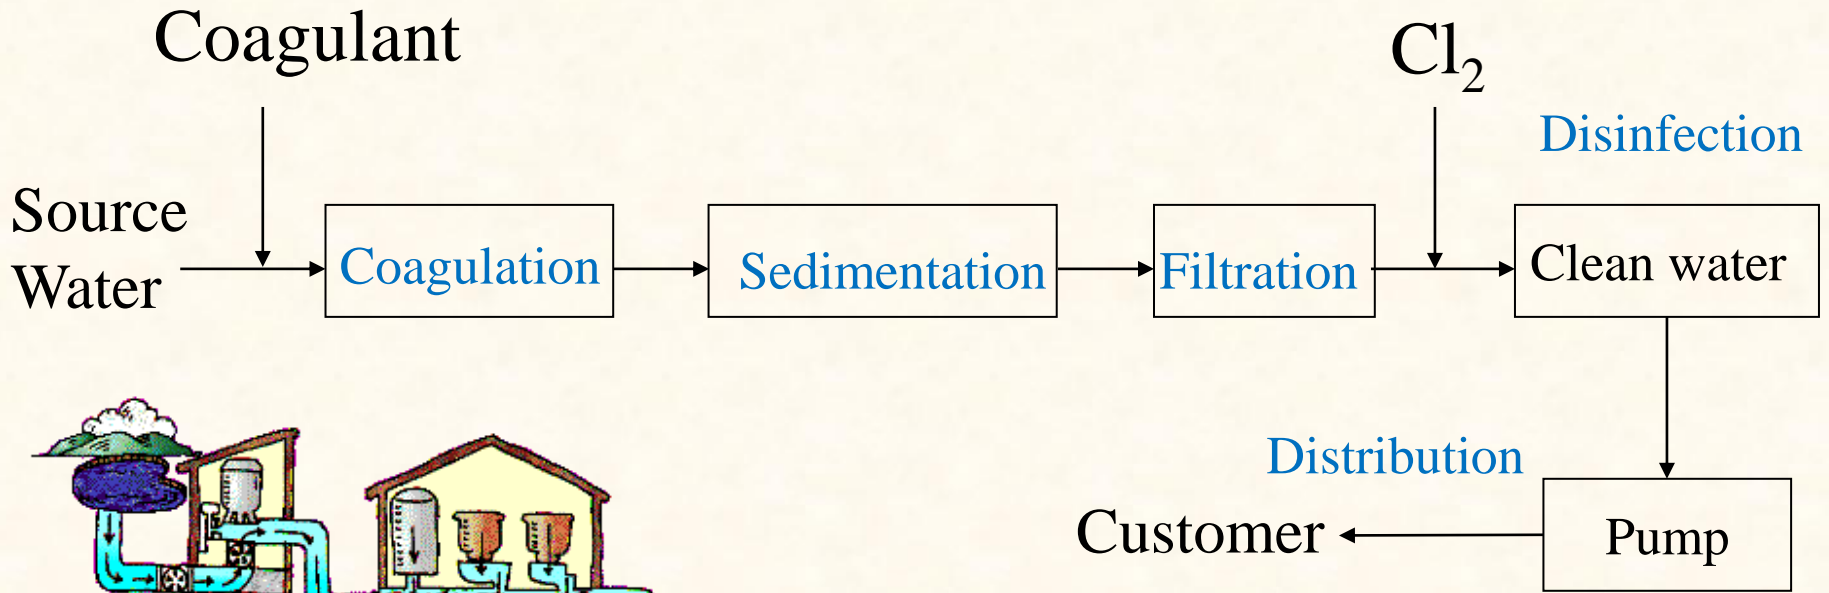 Coagulant
Cl₂
Disinfection
Source
Water
Coagulation
Sedimentation
Filtration
Clean water
Distribution
Customer
Pump